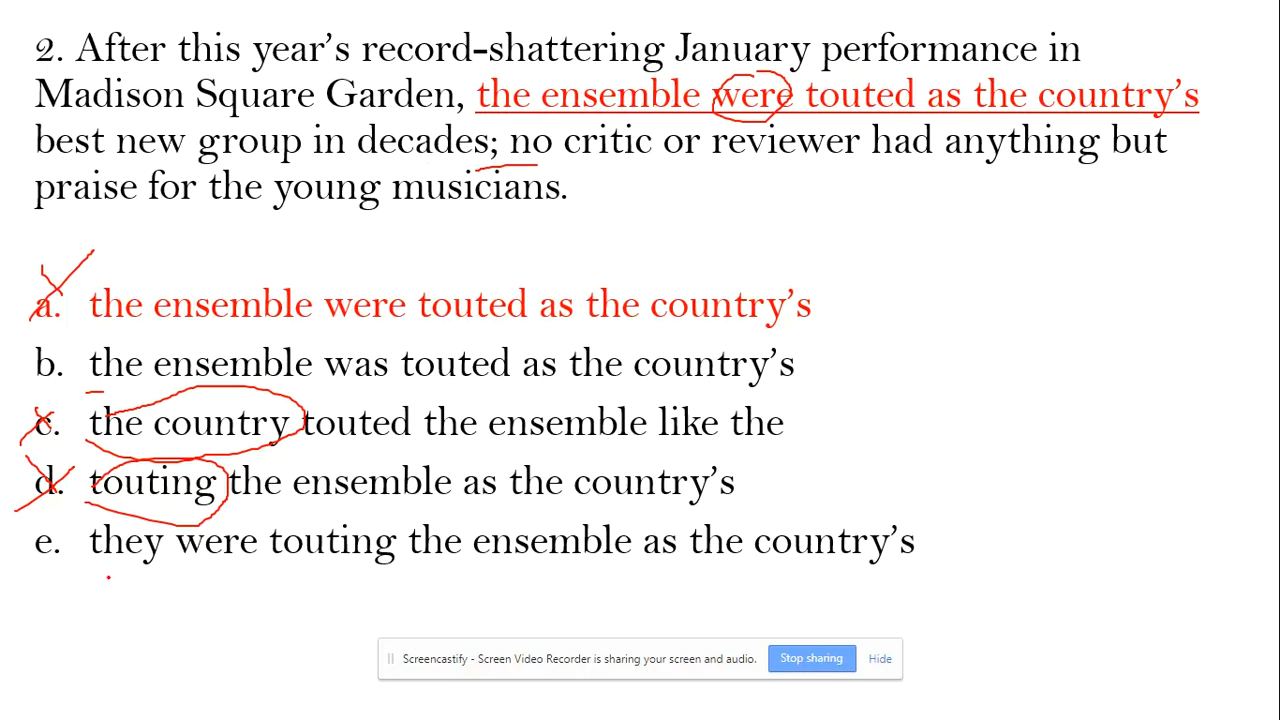 2. After this year’s record-shattering January performance in
Madison Square Garden, the ensemble were touted as the country’s
best new group in decades; no critic or reviewer had anything but
praise for the young musicians.
a. the ensemble were touted as the country’s
b. the ensemble was touted as the country’s
c. the country touted the ensemble like the
d. touting the ensemble as the country’s
e. they were touting the ensemble as the country’s
Screencastify - Screen Video Recorder is sharing your screen and audio. Stop sharing Hide